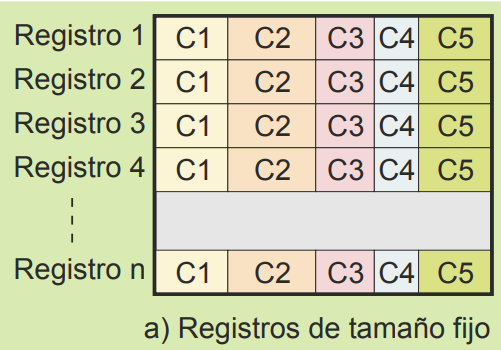 Registro 1 C1 C2 C3 C4 C5
Registro 2 C1 C2 C3 C4 C5
Registro 3 C1 C2 C3 C4 C5
Registro 4 C1 C2 C3 C4 C5
Registro n C1 C2 C3 C4 C5
a) Registros de tamaño fijo